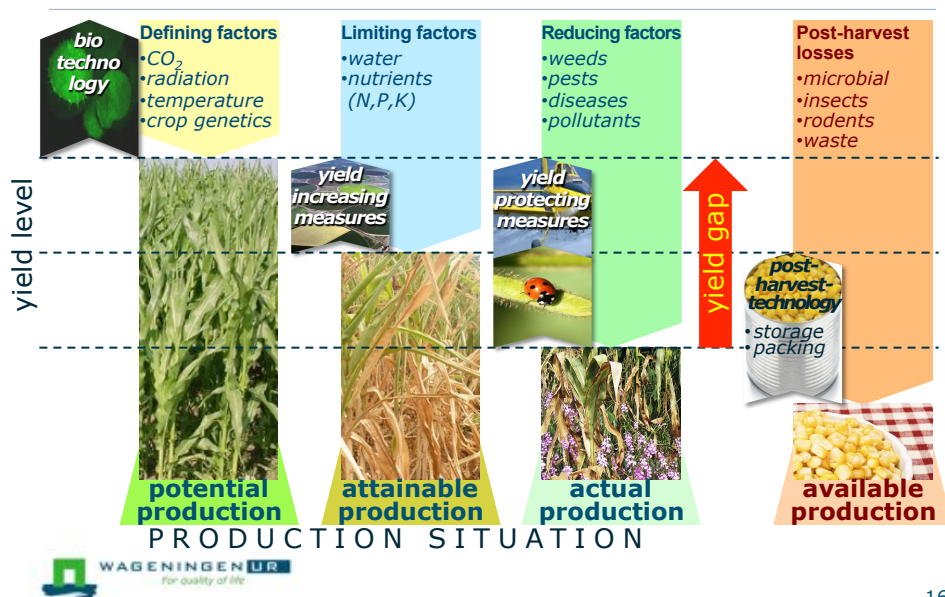 bio
techno
logy
Defining factors
•CO2
•radiation
•temperature
•crop genetics
Limiting factors
•water
•nutrients
(N,P,K)
Reducing factors
•weeds
•pests
•diseases
•pollutants
Post-harvest
losses
•microbial
•insects
•rodents
•waste
yield level
yield
increasing
measures
yield
protecting
measures
yield gap
post-
harvest-
technology
•storage
•packing
potential
production
attainable
production
actual
production
available
production
PRODUCTION SITUATION
WAGENINGEN UR
For quality of life
16